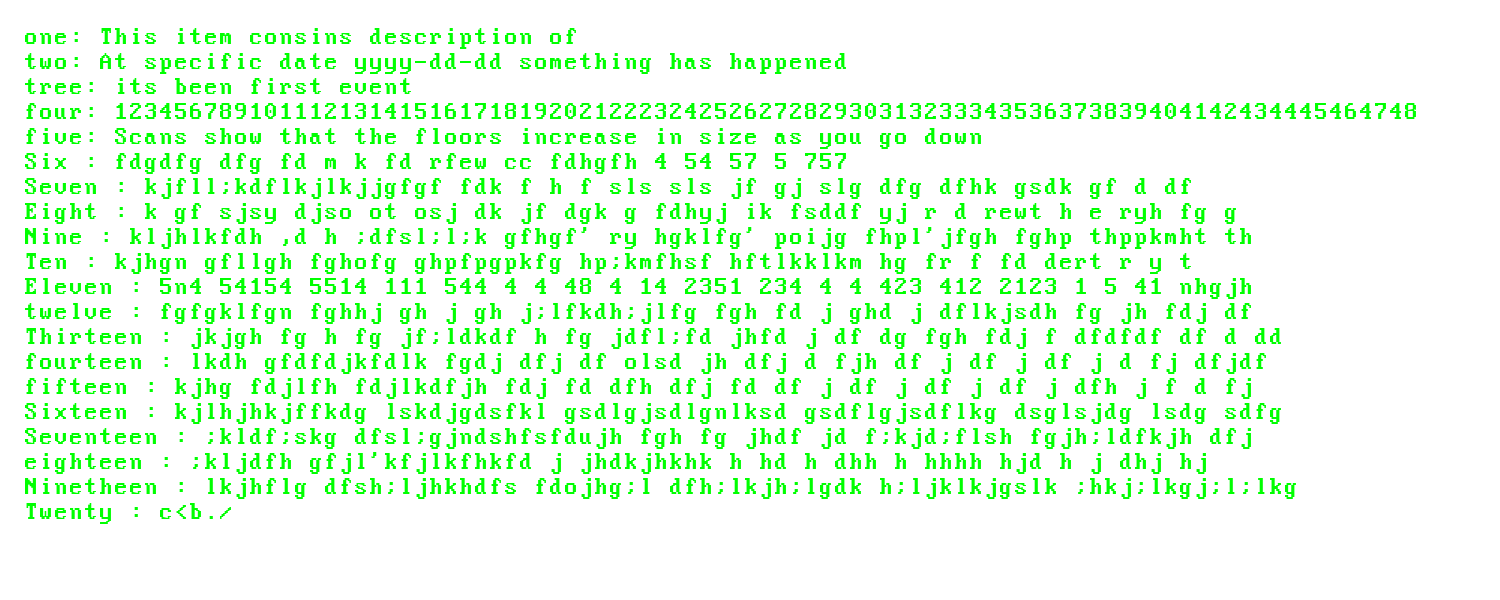 one: This item consins description of
two: At specific date yyyy-dd-dd something has happened
tree: its been first event
four: 123456789101112131415161718192021222324252627282930313233343536373839404142434445464748
five: Scans show that the floors increase in size as you go down
Six : fdgdfg dfg fd m k fd rfew cc fdhgfh 4 54 57 5 757
Seven : kjfll;kdflkjlkjjgfgf fdk f h f sls sls jf gj slg dfg dfhk gsdk gf d df
Eight : k gf sjsy djso ot osj dk jf dgk g fdhyj ik fsddf yj r d rewt h e ryh fg g
Nine : kljhlkfdh ,d h ;dfsl;l;k gfhgf' ry hgklfg' poijg fhpl'jfgh fghp thppkmht th
Ten : kjhgn gfllgh fghofg ghpfpgpkfg hp;kmfhsf hftlkklkm hg fr f fd dert r y t
Eleven : 5n4 54154 5514 111 544 4 4 48 4 14 2351 234 4 4 423 412 2123 1 5 41 nhgjh
twelve : fgfgklfgn fghhj gh j gh j;lfkdh;jlfg fgh fd j ghd j dflkjsdh fg jh fdj df
Thirteen : jkjgh fg h fg jf;ldkdf h fg jdfl;fd jhfd j df dg fgh fdj f dfdfdf df d dd
fourteen : lkdh gfdfdjkfdlk fgdj dfj df olsd jh dfj d fjh df j df j df j d fj dfjdf
fifteen : kjhg fdjlfh fdjlkdfjh fdj fd dfh dfj fd df j df j df j df j dfh j f d fj
Sixteen : kjlhjhkjffkdg lskdjgdsfkl gsdlgjsdlgnlksd gsdflgjsdflkg dsglsjdg lsdg sdfg
Seventeen : ;kldf;skg dfsl;gjndshfsfdujh fgh fg jhdf jd f;kjd;flsh fgjh;ldfkjh dfj
eighteen : ;kljdfh gfjl'kfjlkfhkfd j jhdkjhkhk h hd h dhh h hhhh hjd h j dhj hj
Ninetheen : lkjhflg dfsh;ljhkhdfs fdojhg;l dfh;lkjh;lgdk h;ljklkjgslk ;hkj;lkgj;l;lkg
Twenty : c<b./